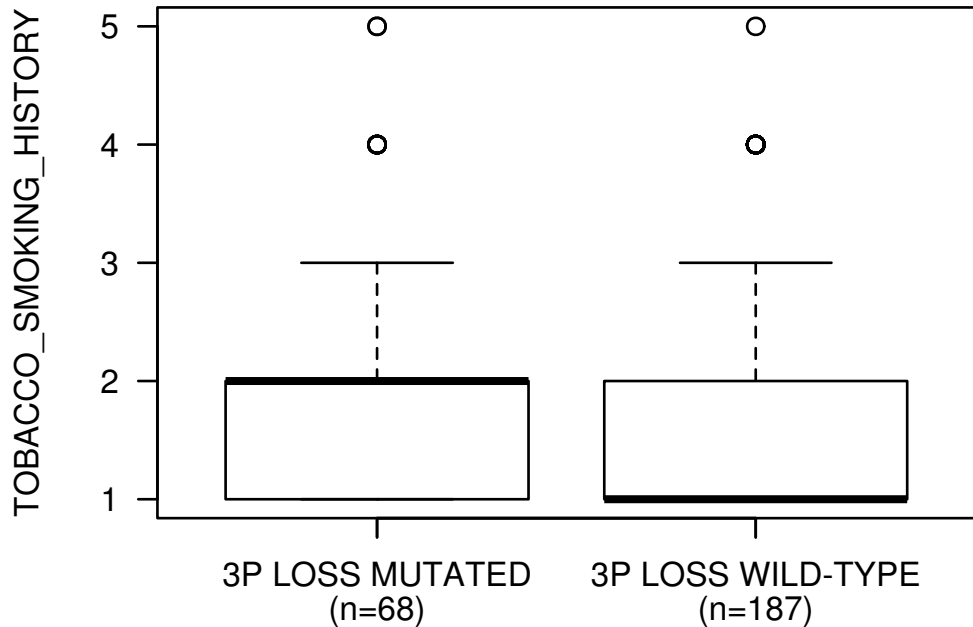 TOBACCO_SMOKING_HISTORY
5
4
3
2
1
3P LOSS MUTATED
(n=68)
3P LOSS WILD-TYPE
(n=187)